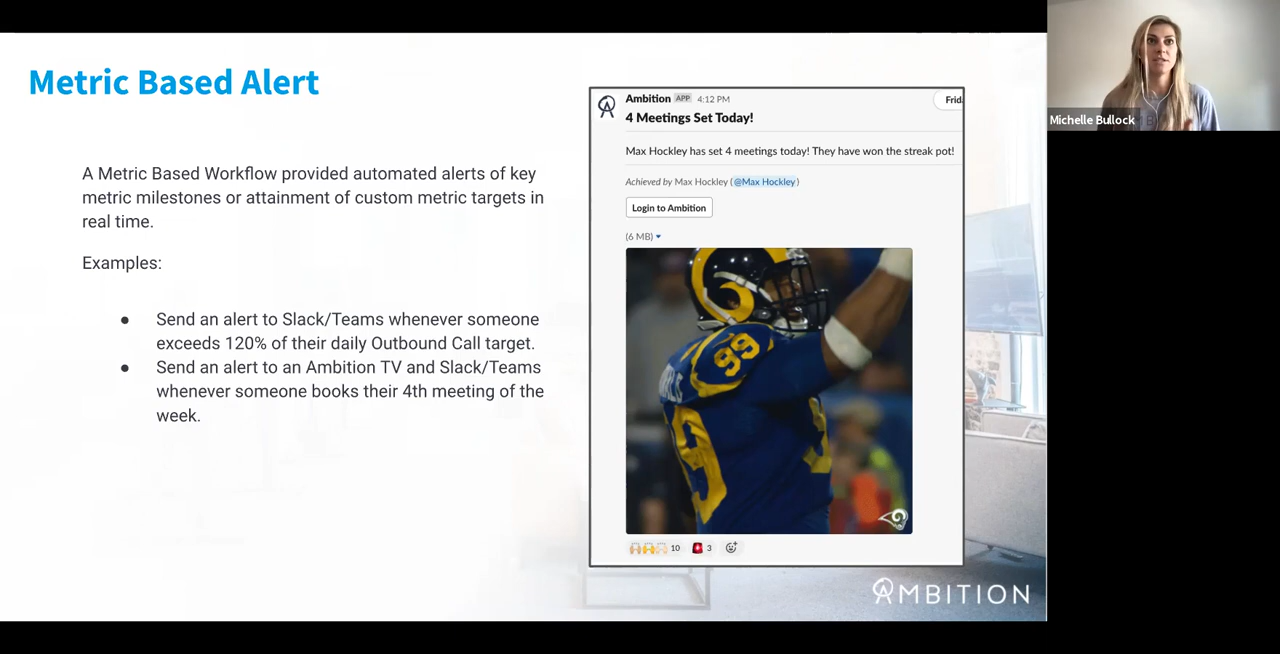 Metric Based Alert
A Metric Based Workflow provided automated alerts of key
metric milestones or attainment of custom metric targets in
real time.
Examples:
● Send an alert to Slack/Teams whenever someone
exceeds 120% of their daily Outbound Call target.
● Send an alert to an Ambition TV and Slack/Teams
whenever someone books their 4th meeting of the
week.
Ambition APP 4:12 PM
Frid
4 Meetings Set Today!
Max Hockley has set 4 meetings today! They have won the streak pot!
Achieved by Max Hockley (@Max Hockley)
Login to Ambition
(6 MB)
99
10 3
AMBITION
Michelle Bullock